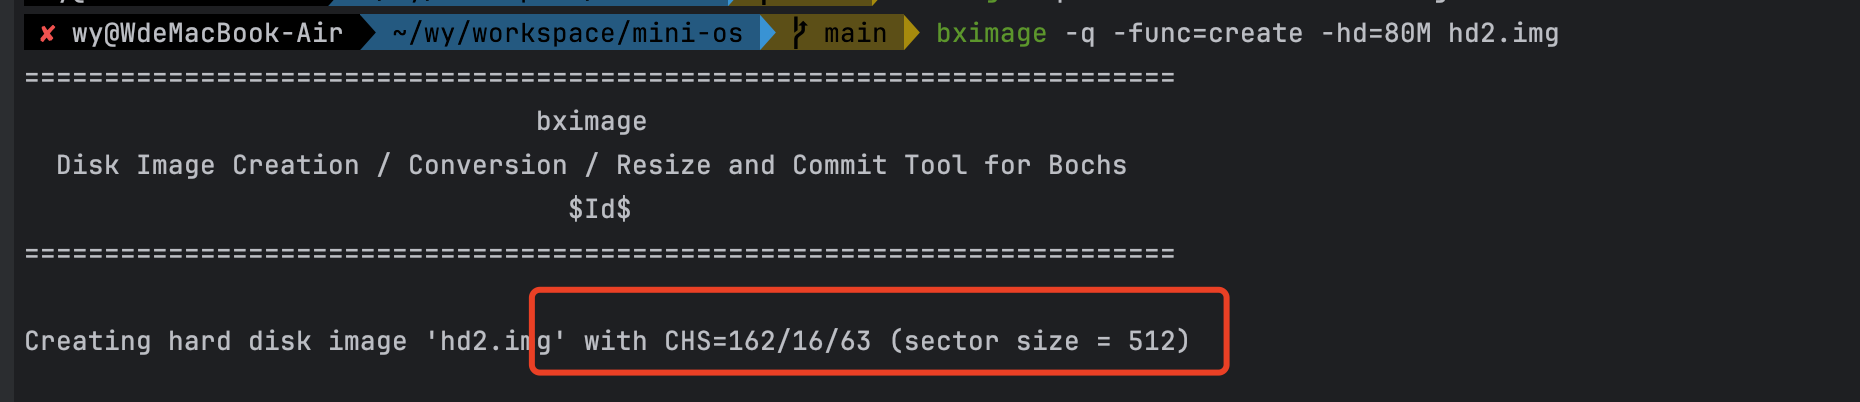 ✘ wy@WdeMacBook-Air ~/wy/workspace/mini-os main bximage -q -func=create -hd=80M hd2.img
========================================================================
bximage
Disk Image Creation / Conversion / Resize and Commit Tool for Bochs
$Id$
========================================================================
Creating hard disk image 'hd2.img' with CHS=162/16/63 (sector size = 512)